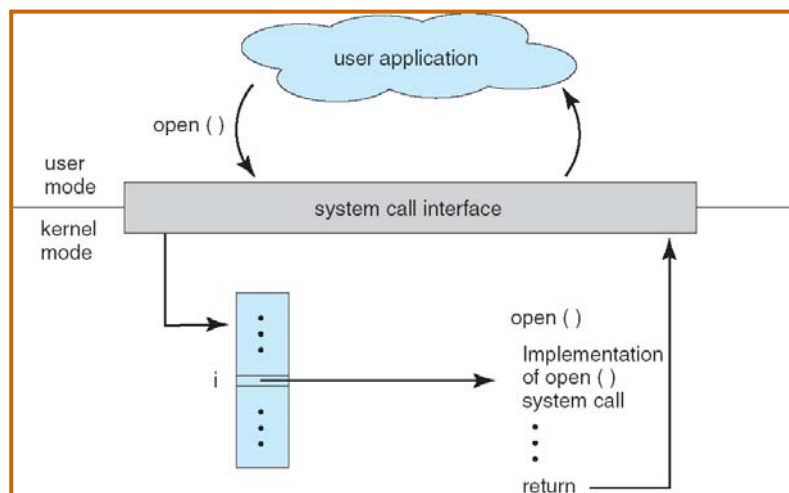 user application
open ( )
user
mode
system call interface
kernel
mode
open ( )
i
Implementation
of open ( )
system call
return